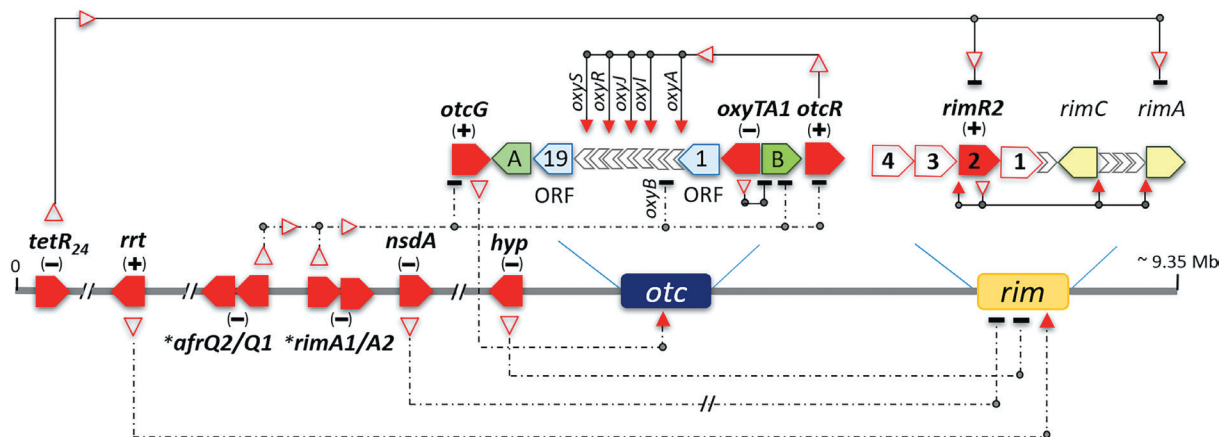 oxyS oxyR oxyJ oxyI oxyA
otcG oxyTA1 otcR rimR2 rimC rimA
(+) (−) (+) (+)
A 19 1 B 4 3 2 1
ORF oxyB ORF
tetR24 rrt nsdA hyp
0 (−) (+) (−) (−) ~ 9.35 Mb
// // // otc rim
(−) (−)
*afrQ2/Q1 *rimA1/A2
//